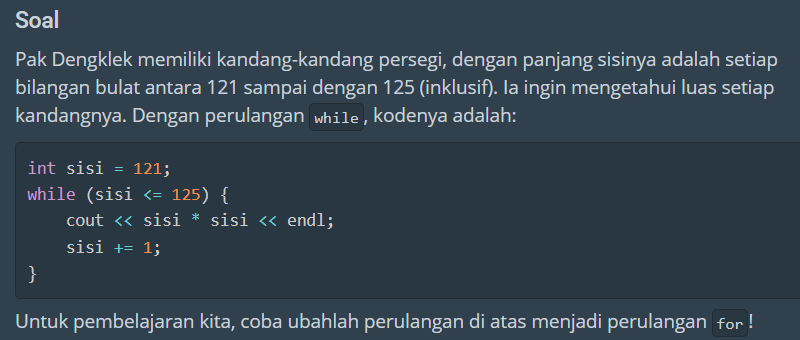 Soal
Pak Dengklek memiliki kandang-kandang persegi, dengan panjang sisinya adalah setiap
bilangan bulat antara 121 sampai dengan 125 (inklusif). Ia ingin mengetahui luas setiap
kandangnya. Dengan perulangan while, kodenya adalah:
int sisi = 121;
while (sisi <= 125) {
    cout << sisi * sisi << endl;
    sisi += 1;
}
Untuk pembelajaran kita, coba ubahlah perulangan di atas menjadi perulangan for!